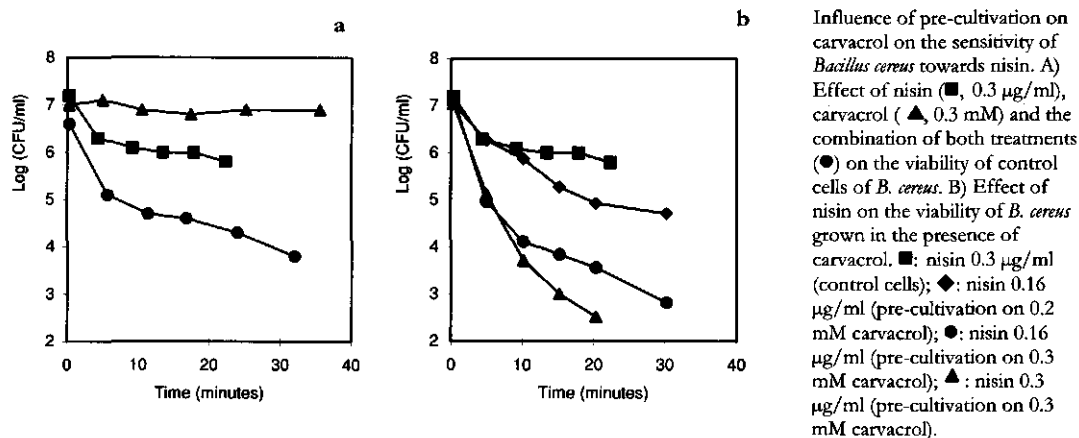 a
8
7
6
5
4
3
2
Log (CFU/ml)
0 10 20 30 40
Time (minutes)
b
8
7
6
5
4
3
2
Log (CFU/ml)
0 10 20 30 40
Time (minutes)
Influence of pre-cultivation on
carvacrol on the sensitivity of
Bacillus cereus towards nisin. A)
Effect of nisin (■, 0.3 µg/ml),
carvacrol ( ▲, 0.3 mM) and the
combination of both treatments
(●) on the viability of control
cells of B. cereus. B) Effect of
nisin on the viability of B. cereus
grown in the presence of
carvacrol. ■: nisin 0.3 µg/ml
(control cells); ◆: nisin 0.16
µg/ml (pre-cultivation on 0.2
mM carvacrol); ●: nisin 0.16
µg/ml (pre-cultivation on 0.3
mM carvacrol); ▲ : nisin 0.3
µg/ml (pre-cultivation on 0.3
mM carvacrol).